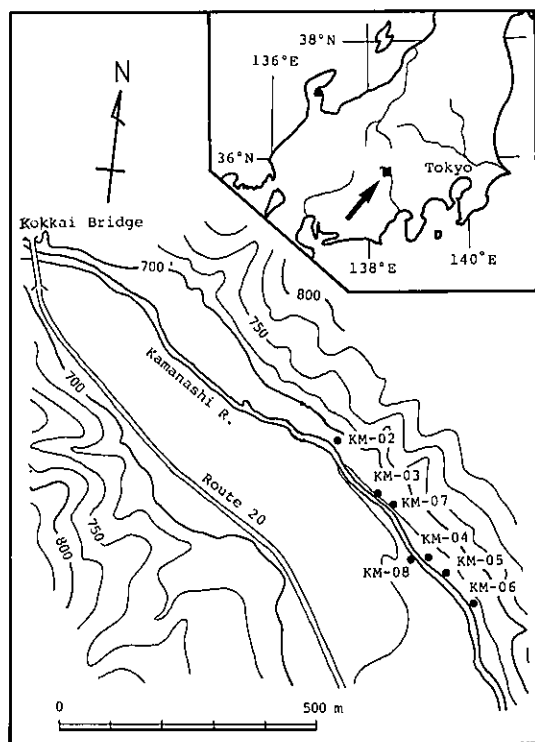 N
38°N
136°E
36°N
Tokyo
138°E
140°E
Kokkai Bridge
700
800
750
700
Kamanashi R.
Route 20
750
800
KM-02
KM-03
KM-07
KM-04
KM-05
KM-08
KM-06
0 500 m